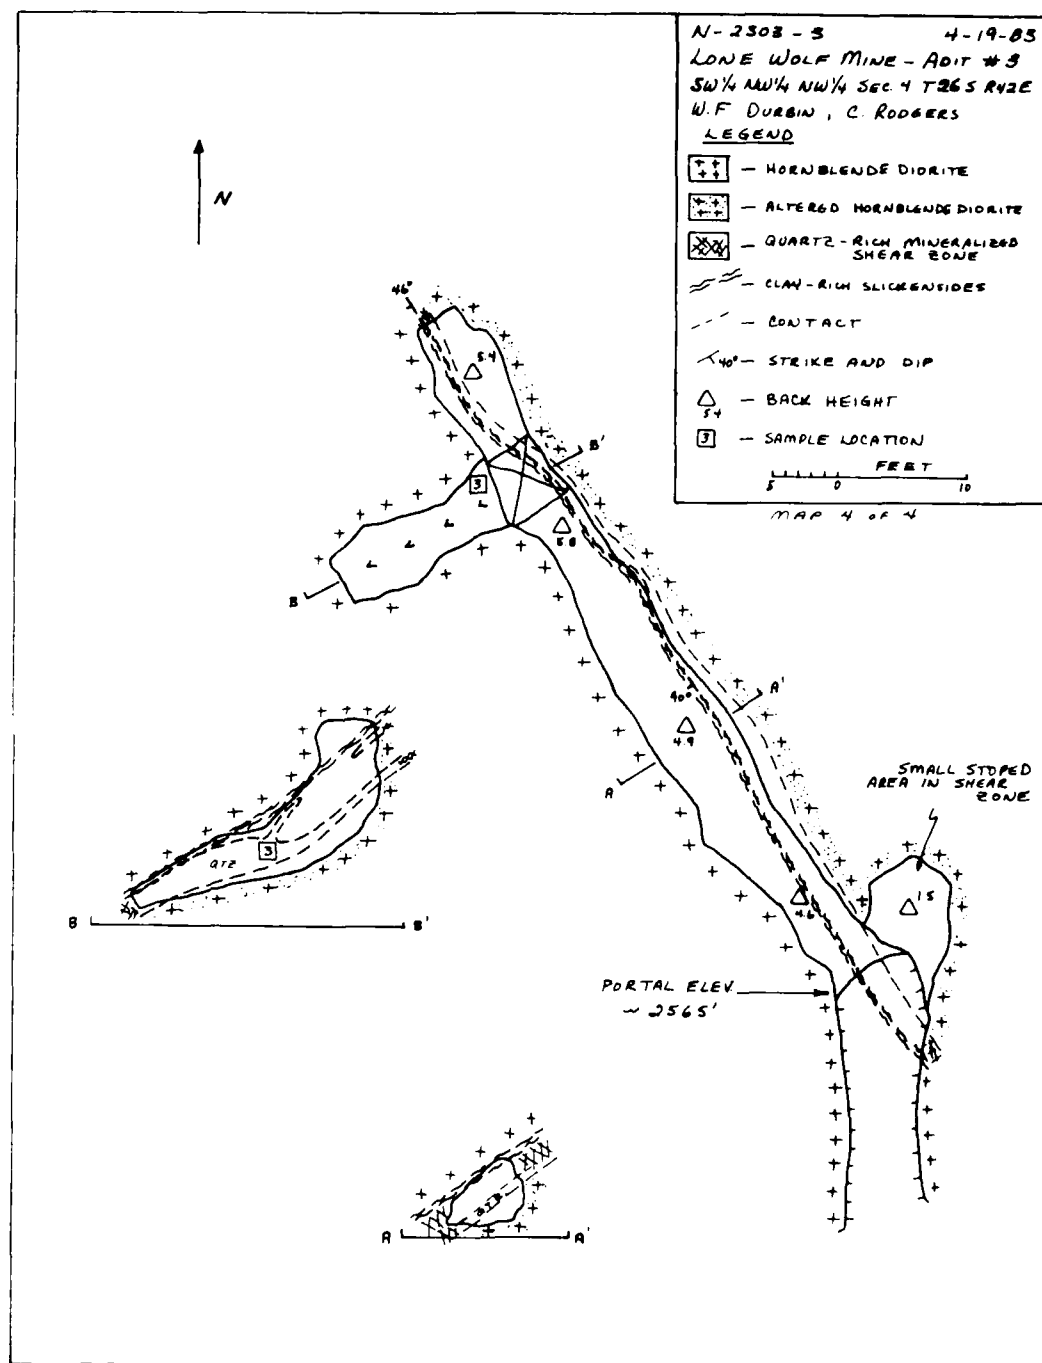 N-2303-3 4-19-83
LONE WOLF MINE - ADIT #3
SW¼ NW¼ NW¼ SEC. 4 T26S R42E
W.F DURBIN, C. RODGERS
LEGEND
— HORNBLENDE DIORITE
— ALTERED HORNBLENDE DIORITE
— QUARTZ-RICH MINERALIZED
SHEAR ZONE
— CLAY-RICH SLICKENSIDES
— CONTACT
40° — STRIKE AND DIP
5.4 — BACK HEIGHT
3 — SAMPLE LOCATION
FEET
5 0 10
MAP 4 OF 4
N
46°
5.4
B'
3
5.8
B
40°
A'
4.9
A
SMALL STOPED
AREA IN SHEAR
ZONE
1.5
4.6
PORTAL ELEV.
~ 2565'
QTZ
3
B B'
A A'